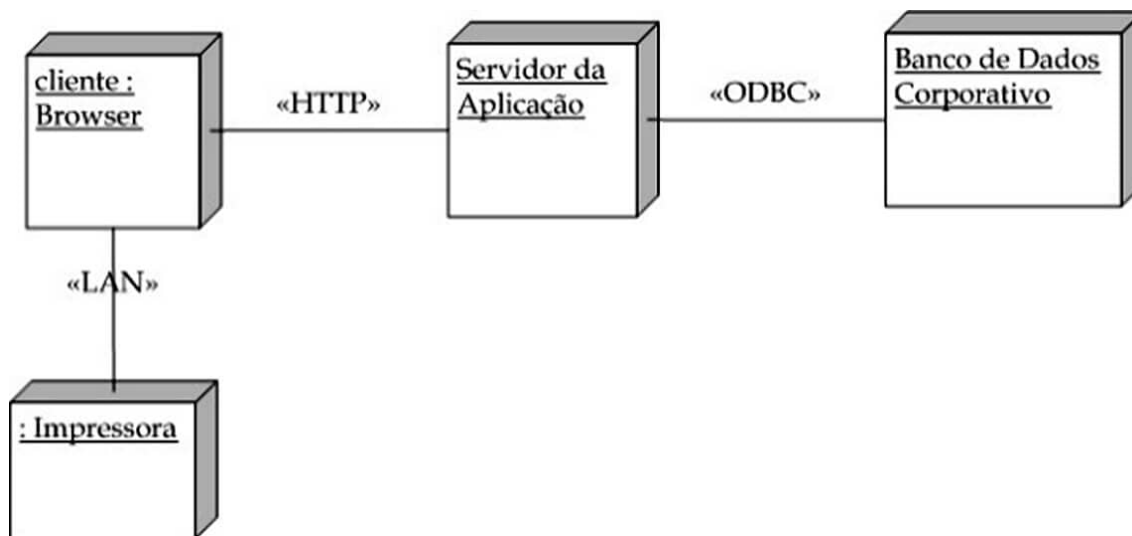 cliente :
Browser
«HTTP»
Servidor da
Aplicação
«ODBC»
Banco de Dados
Corporativo
«LAN»
: Impressora